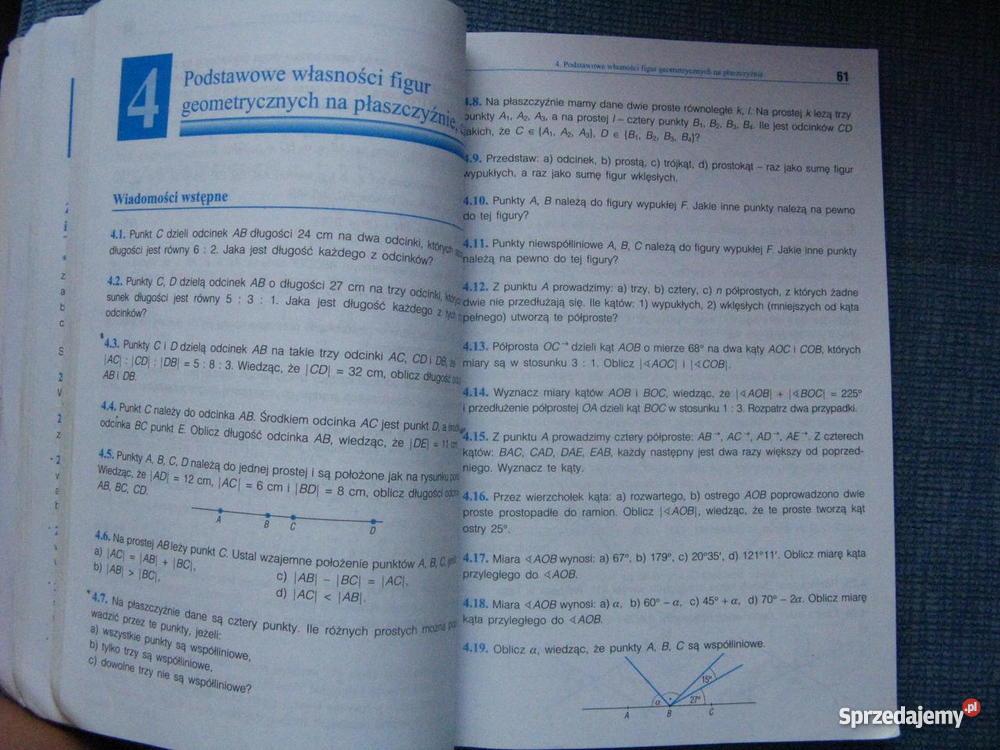 4
Podstawowe własności figur
geometrycznych na płaszczyźnie,
Wiadomości wstępne
4.1. Punkt C dzieli odcinek AB długości 24 cm na dwa odcinki, których
długości jest równy 6 : 2. Jaka jest długość każdego z odcinków?
4.2. Punkty C, D dzielą odcinek AB o długości 27 cm na trzy odcinki,
sunek długości jest równy 5 : 3 : 1. Jaka jest długość każdego z tych
odcinków?
*4.3. Punkty C i D dzielą odcinek AB na takie trzy odcinki AC, CD i DB, że
|AC| : |CD| : |DB| = 5 : 8 : 3. Wiedząc, że |CD| = 32 cm, oblicz długość
AB i DB.
4.4. Punkt C należy do odcinka AB. Środkiem odcinka AC jest punkt D, a
odcinka BC punkt E. Oblicz długość odcinka AB, wiedząc, że |DE| = 11 cm
4.5. Punkty A, B, C, D należą do jednej prostej i są położone jak na rysunku
Wiedząc, że |AD| = 12 cm, |AC| = 6 cm i |BD| = 8 cm, oblicz długości
AB, BC, CD.
A B C D
4.6. Na prostej AB leży punkt C. Ustal wzajemne położenie punktów A, B, C,
a) |AC| = |AB| + |BC|,
b) |AB| > |BC|,
c) |AB| − |BC| = |AC|,
d) |AC| < |AB|.
*4.7. Na płaszczyźnie dane są cztery punkty. Ile różnych prostych można
wadzić przez te punkty, jeżeli:
a) wszystkie punkty są współliniowe,
b) tylko trzy są współliniowe,
c) dowolne trzy nie są współliniowe?
4. Podstawowe własności figur geometrycznych na płaszczyźnie
61
4.8. Na płaszczyźnie mamy dane dwie proste równoległe k, l. Na prostej k leżą trzy
punkty A₁, A₂, A₃, a na prostej l – cztery punkty B₁, B₂, B₃, B₄. Ile jest odcinków CD
takich, że C ∈ {A₁, A₂, A₃}, D ∈ {B₁, B₂, B₃, B₄}?
4.9. Przedstaw: a) odcinek, b) prostą, c) trójkąt, d) prostokąt – raz jako sumę figur
wypukłych, a raz jako sumę figur wklęsłych.
4.10. Punkty A, B należą do figury wypukłej F. Jakie inne punkty należą na pewno
do tej figury?
4.11. Punkty niewspółliniowe A, B, C należą do figury wypukłej F. Jakie inne punkty
należą na pewno do tej figury?
4.12. Z punktu A prowadzimy: a) trzy, b) cztery, c) n półprostych, z których żadne
dwie nie przedłużają się. Ile kątów: 1) wypukłych, 2) wklęsłych (mniejszych od kąta
pełnego) utworzą te półproste?
4.13. Półprosta OC→ dzieli kąt AOB o mierze 68° na dwa kąty AOC i COB, których
miary są w stosunku 3 : 1. Oblicz |∢AOC| i |∢COB|.
4.14. Wyznacz miary kątów AOB i BOC, wiedząc, że |∢AOB| + |∢BOC| = 225°
i przedłużenie półprostej OA dzieli kąt BOC w stosunku 1 : 3. Rozpatrz dwa przypadki.
4.15. Z punktu A prowadzimy cztery półproste: AB→, AC→, AD→, AE→. Z czterech
kątów: BAC, CAD, DAE, EAB, każdy następny jest dwa razy większy od poprzed-
niego. Wyznacz te kąty.
4.16. Przez wierzchołek kąta: a) rozwartego, b) ostrego AOB poprowadzono dwie
proste prostopadłe do ramion. Oblicz |∢AOB|, wiedząc, że te proste tworzą kąt
ostry 25°.
4.17. Miara ∢AOB wynosi: a) 67°, b) 179°, c) 20°35', d) 121°11'. Oblicz miarę kąta
przyległego do ∢AOB.
4.18. Miara ∢AOB wynosi: a) α, b) 60° − α, c) 45° + α, d) 70° − 2α. Oblicz miarę
kąta przyległego do ∢AOB.
4.19. Oblicz α, wiedząc, że punkty A, B, C są współliniowe.
15°
α 27°
A B C
Sprzedajemy.pl